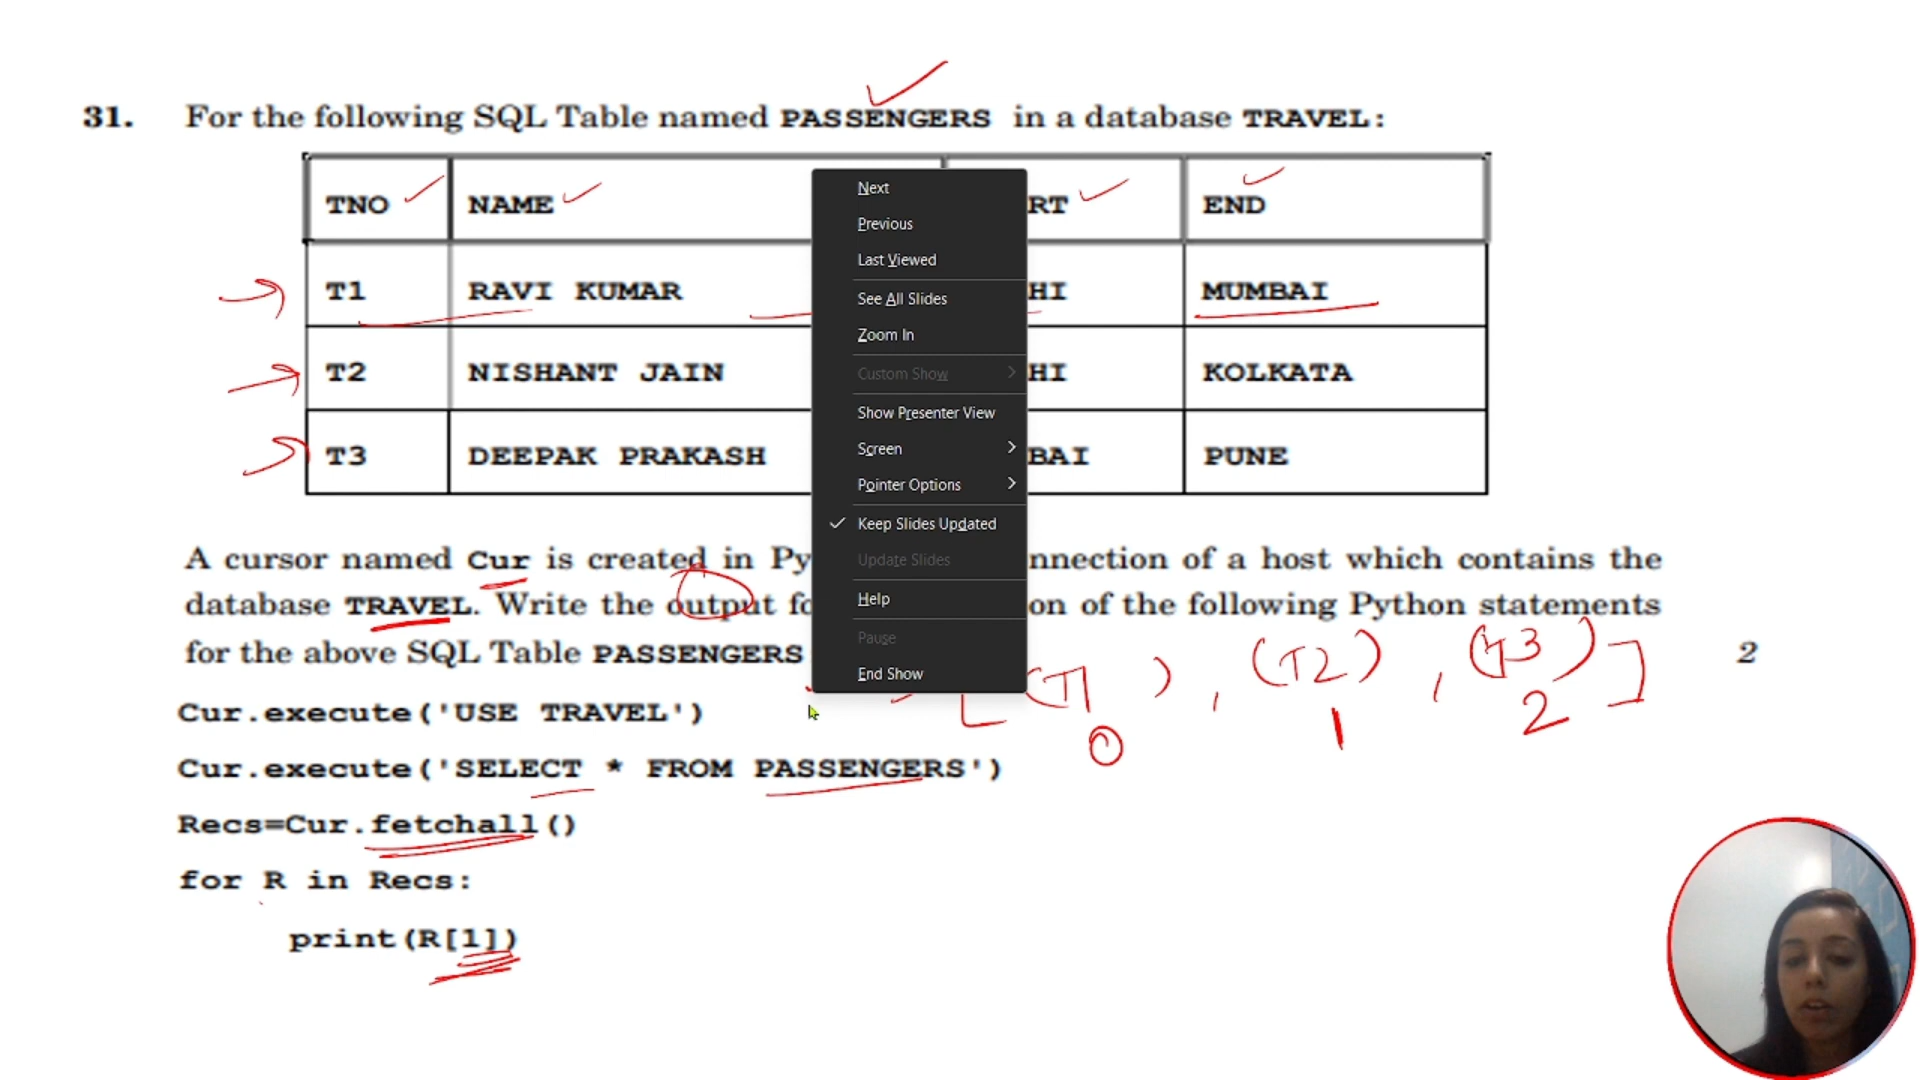 31. For the following SQL Table named PASSENGERS in a database TRAVEL:
TNO NAME RT END
T1 RAVI KUMAR HI MUMBAI
T2 NISHANT JAIN HI KOLKATA
T3 DEEPAK PRAKASH BAI PUNE
Next
Previous
Last Viewed
See All Slides
Zoom In
Custom Show
Show Presenter View
Screen
Pointer Options
Keep Slides Updated
Update Slides
Help
Pause
End Show
A cursor named Cur is created in Py nnection of a host which contains the
database TRAVEL. Write the output fo on of the following Python statements
for the above SQL Table PASSENGERS 2
[(T1 ), (T2), (T3)]
0 1 2
Cur.execute('USE TRAVEL')
Cur.execute('SELECT * FROM PASSENGERS')
Recs=Cur.fetchall()
for R in Recs:
print(R[1])